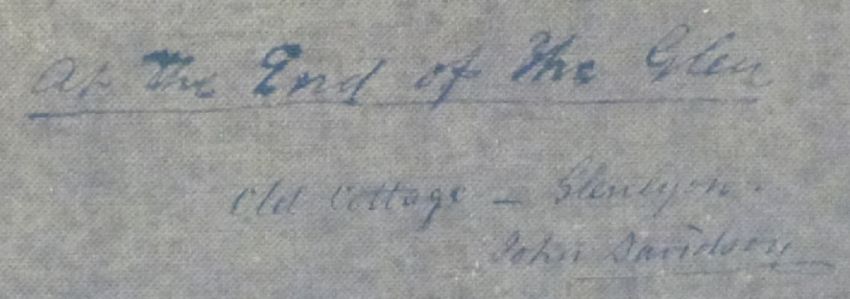 At The End of The Glen
Old Cottage – Glenlyon.
John Davidson